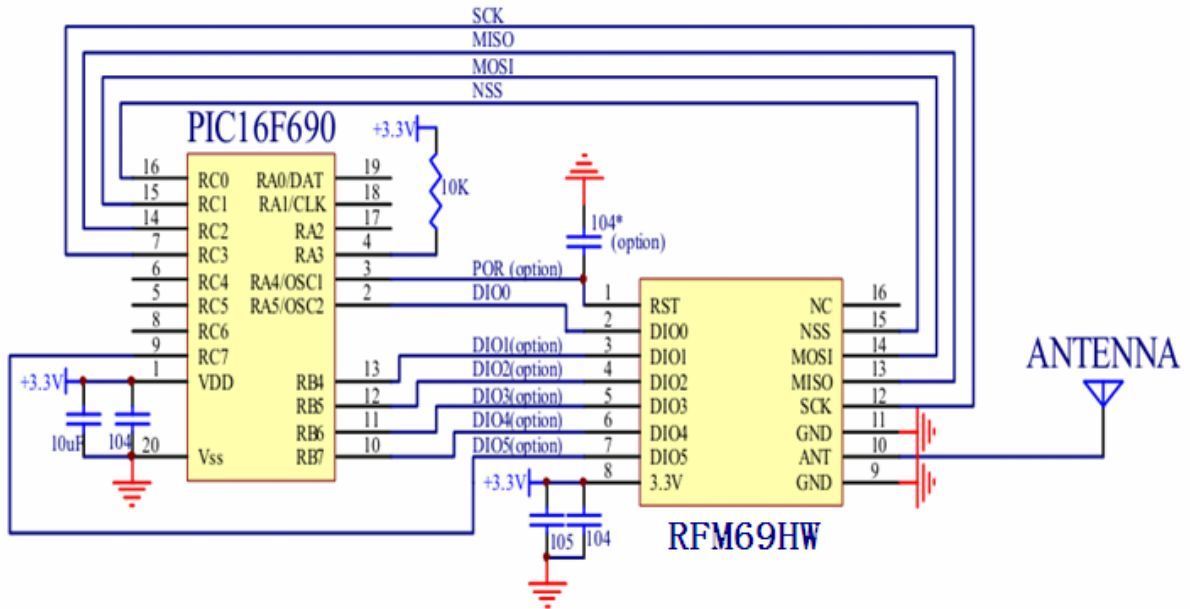 SCK
MISO
MOSI
NSS
PIC16F690
+3.3V
10K
16 RC0 RA0/DAT 19
15 RC1 RA1/CLK 18
14 RC2 RA2 17
7 RC3 RA3 4
6 RC4 RA4/OSC1 3
5 RC5 RA5/OSC2 2
8 RC6
9 RC7
1 VDD RB4 13
RB5 12
RB6 11
20 Vss RB7 10
+3.3V
10uF
104
104*
(option)
POR (option)
DIO0
DIO1(option)
DIO2(option)
DIO3(option)
DIO4(option)
DIO5(option)
1 RST NC 16
2 DIO0 NSS 15
3 DIO1 MOSI 14
4 DIO2 MISO 13
5 DIO3 SCK 12
6 DIO4 GND 11
7 DIO5 ANT 10
8 3.3V GND 9
+3.3V
105
104
RFM69HW
ANTENNA